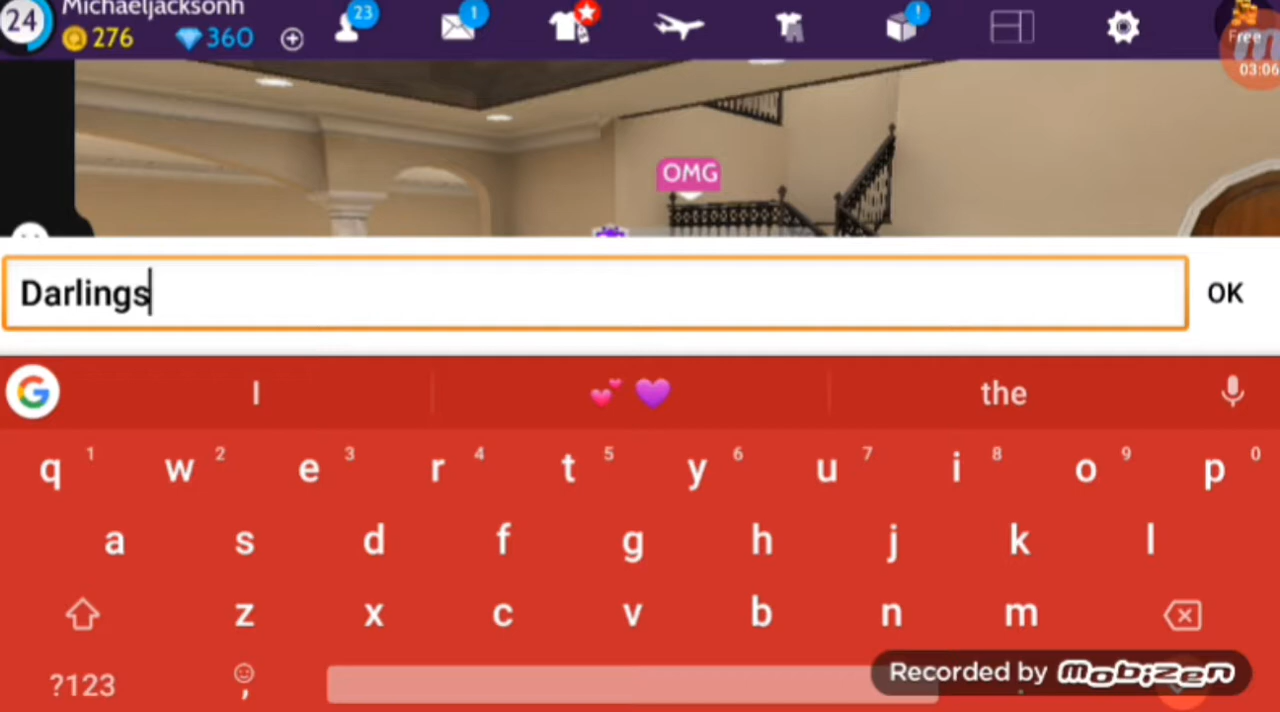 Michaeljacksonh
24
276
360
23
1
!
Free
03:06
OMG
Darlings
OK
G
I
the
q 1 w 2 e 3 r 4 t 5 y 6 u 7 i 8 o 9 p 0
a s d f g h j k l
z x c v b n m
?123 ,
Recorded by Mobizen